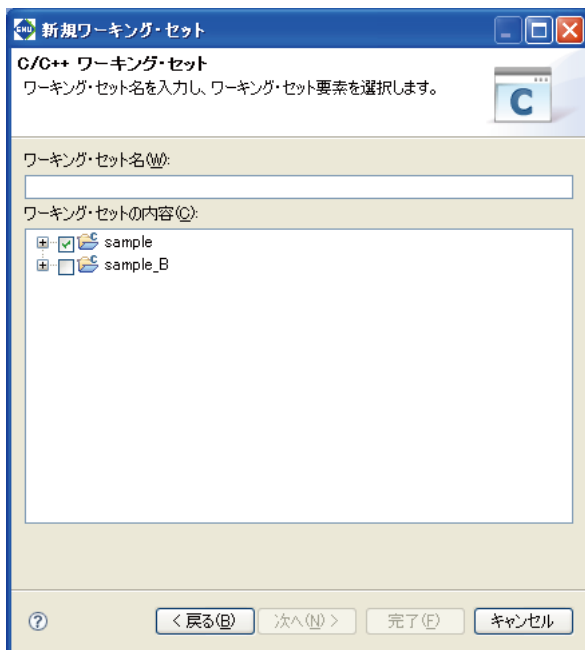 新規ワーキング・セット
C/C++ ワーキング・セット
ワーキング・セット名を入力し、ワーキング・セット要素を選択します。
C
ワーキング・セット名(W):
ワーキング・セットの内容(C):
sample
sample_B
< 戻る(B) 次へ(N) > 完了(F) キャンセル